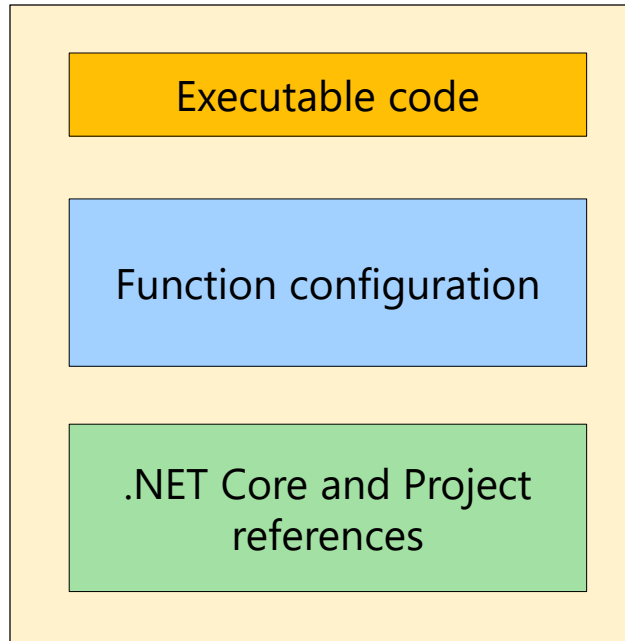 Executable code
Function configuration
.NET Core and Project
references